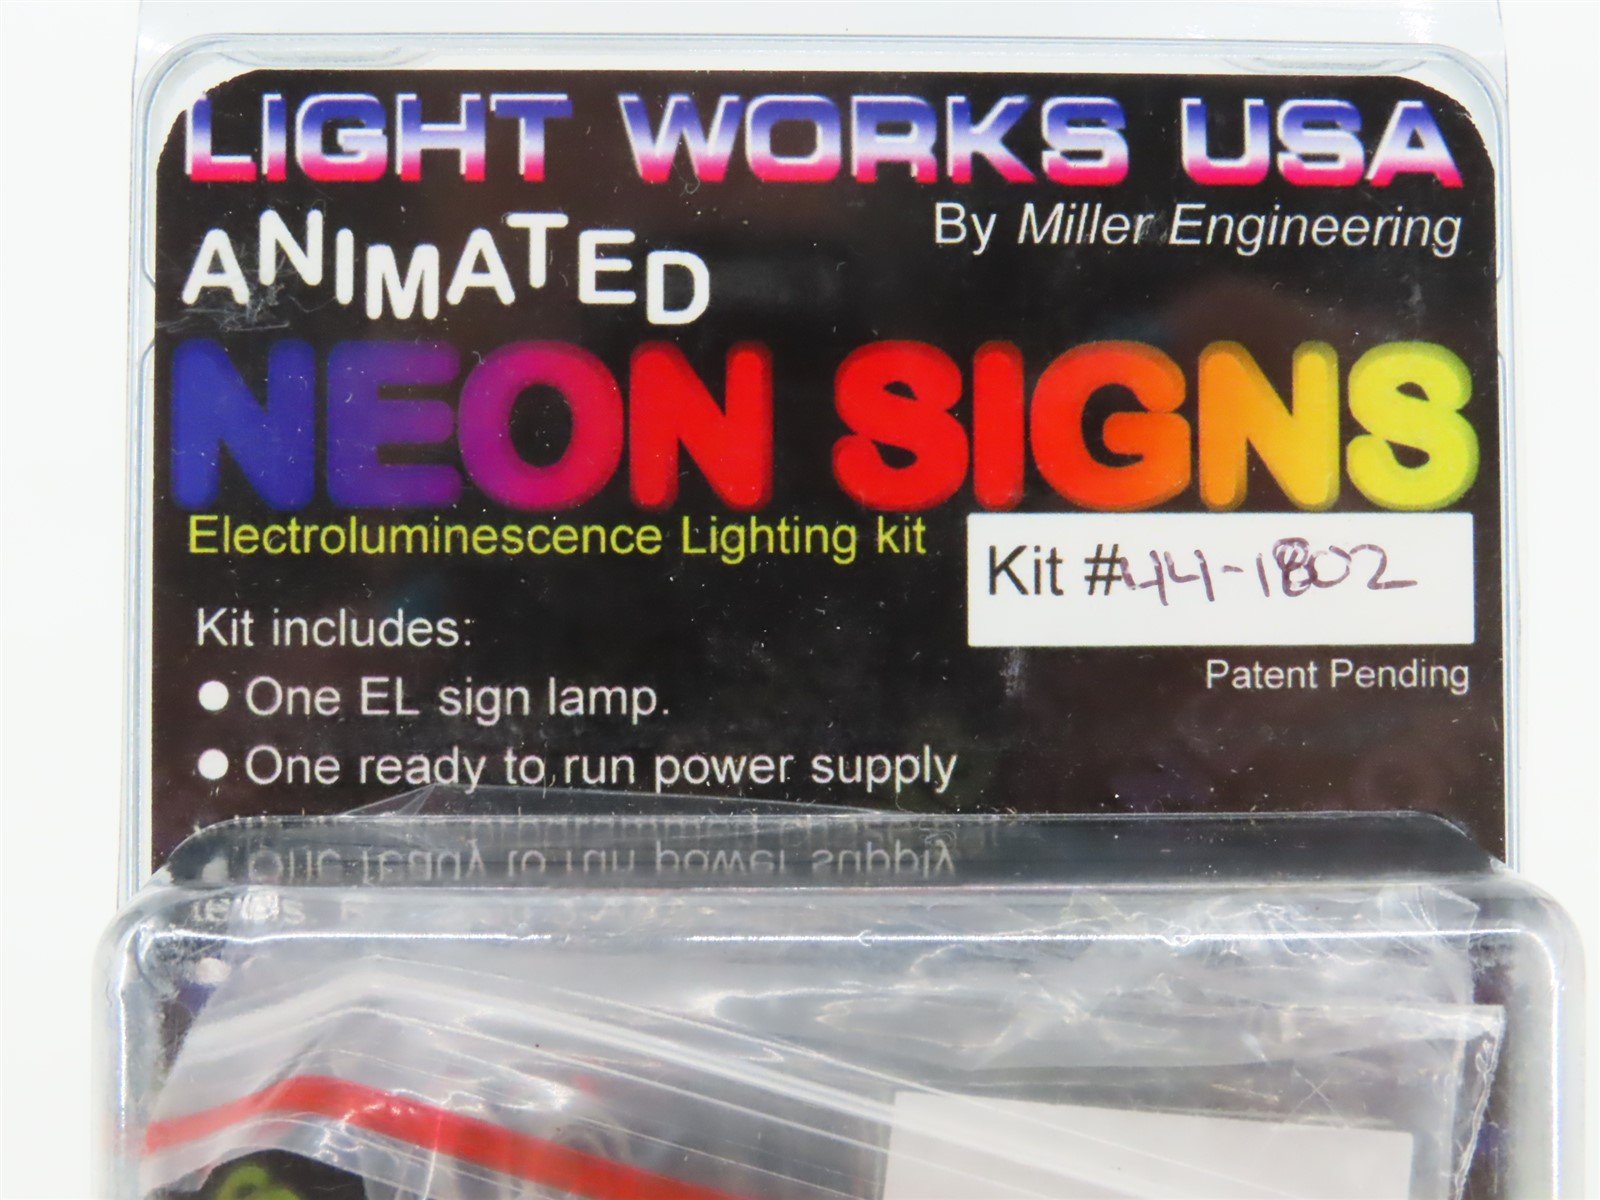 LIGHT WORKS USA
By Miller Engineering
ANIMATED
NEON SIGNS
Electroluminescence Lighting kit
Kit #44-1802
Patent Pending
Kit includes:
● One EL sign lamp.
● One ready to run power supply